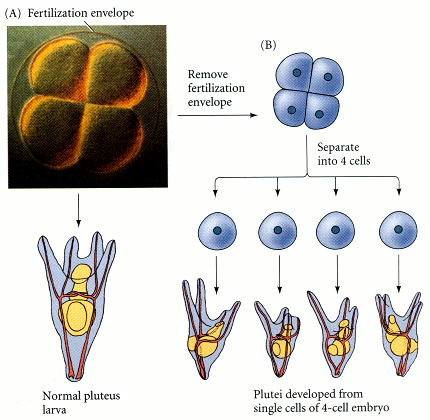 (A) Fertilization envelope
(B)
Remove
fertilization
envelope
Separate
into 4 cells
Normal pluteus
larva
Plutei developed from
single cells of 4-cell embryo